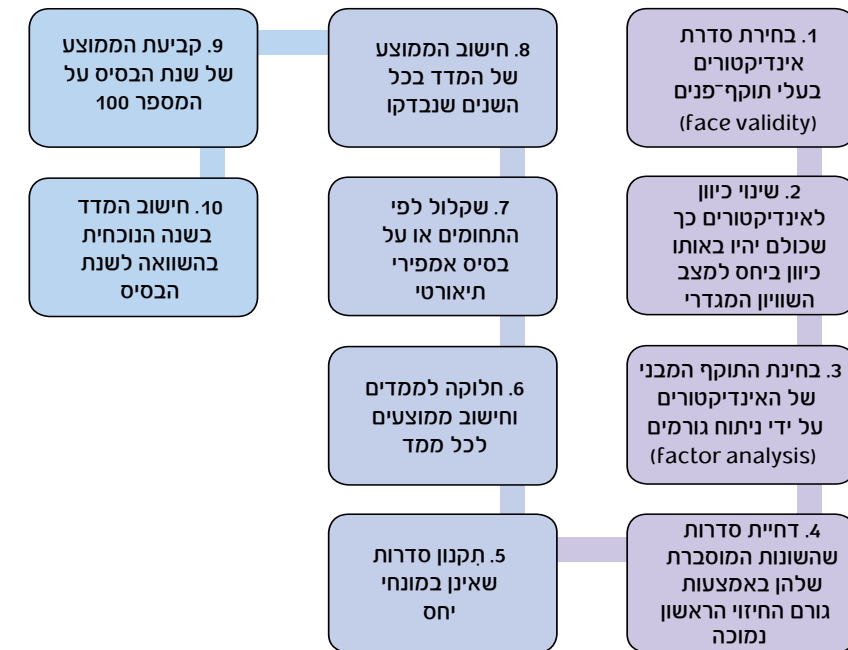 1. בחירת סדרת
אינדיקטורים
בעלי תוקף־פנים
(face validity)
2. שינוי כיוון
לאינדיקטורים כך
שכולם יהיו באותו
כיוון ביחס למצב
השוויון המגדרי
3. בחינת התוקף המבני
של האינדיקטורים
על ידי ניתוח גורמים
(factor analysis)
4. דחיית סדרות
שהשונות המוסברת
שלהן באמצעות
גורם החיזוי הראשון
נמוכה
5. תִקנון סדרות
שאינן במונחי
יחס
6. חלוקה לממדים
וחישוב ממוצעים
לכל ממד
7. שקלול לפי
התחומים או על
בסיס אמפירי
תיאורטי
8. חישוב הממוצע
של המדד בכל
השנים שנבדקו
9. קביעת הממוצע
של שנת הבסיס על
המספר 100
10. חישוב המדד
בשנה הנוכחית
בהשוואה לשנת
הבסיס